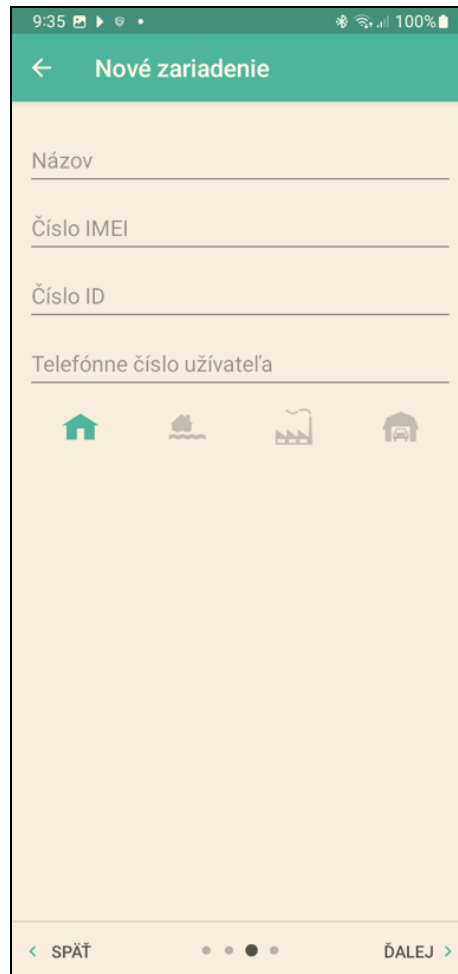 9:35 100%
Nové zariadenie
Názov
Číslo IMEI
Číslo ID
Telefónne číslo užívateľa
SPÄŤ ĎALEJ